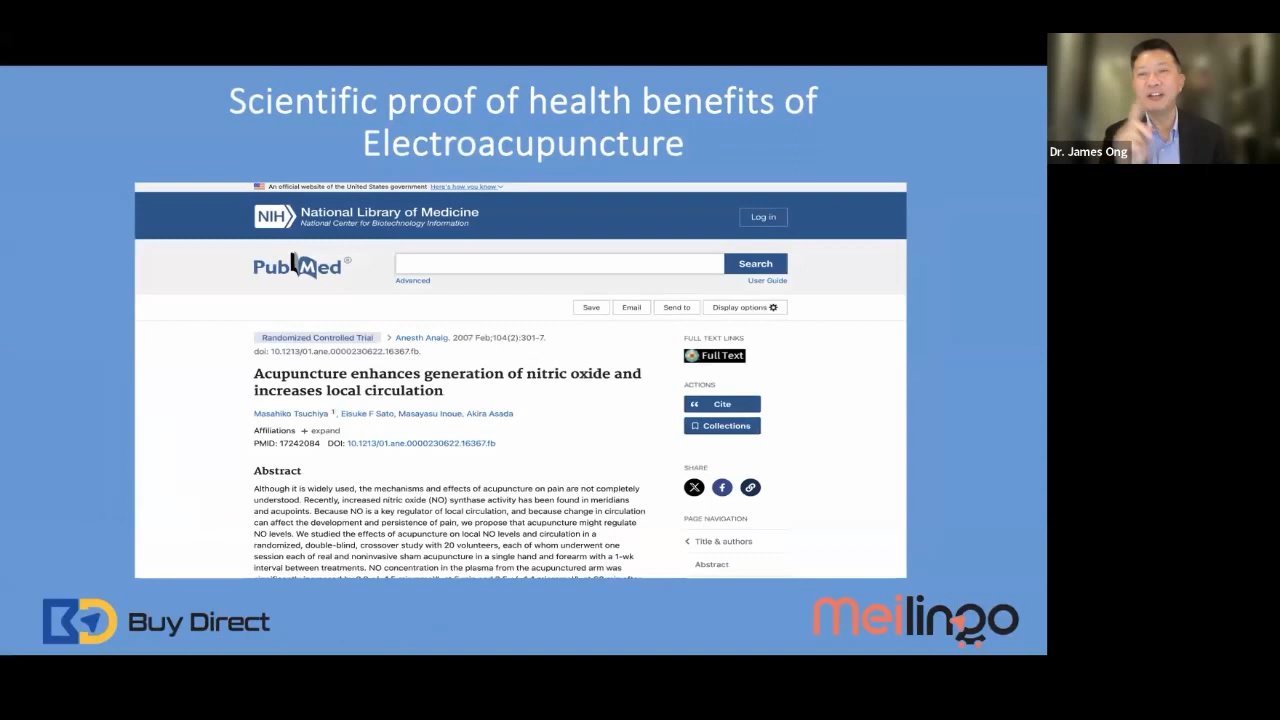 Scientific proof of health benefits of
Electroacupuncture
Dr. James Ong
An official website of the United States government Here's how you know
NIH National Library of Medicine
National Center for Biotechnology Information
Log in
PubMed®
Search
Advanced
User Guide
Save
Email
Send to
Display options
Randomized Controlled Trial > Anesth Analg. 2007 Feb;104(2):301-7.
doi: 10.1213/01.ane.0000230622.16367.fb.
Acupuncture enhances generation of nitric oxide and
increases local circulation
Masahiko Tsuchiya 1, Eisuke F Sato, Masayasu Inoue, Akira Asada
Affiliations + expand
PMID: 17242084 DOI: 10.1213/01.ane.0000230622.16367.fb
Abstract
Although it is widely used, the mechanisms and effects of acupuncture on pain are not completely
understood. Recently, increased nitric oxide (NO) synthase activity has been found in meridians
and acupoints. Because NO is a key regulator of local circulation, and because change in circulation
can affect the development and persistence of pain, we propose that acupuncture might regulate
NO levels. We studied the effects of acupuncture on local NO levels and circulation in a
randomized, double-blind, crossover study with 20 volunteers, each of whom underwent one
session each of real and noninvasive sham acupuncture in a single hand and forearm with a 1-wk
interval between treatments. NO concentration in the plasma from the acupunctured arm was
FULL TEXT LINKS
Full Text
ACTIONS
Cite
Collections
SHARE
PAGE NAVIGATION
< Title & authors
Abstract
Buy Direct
Meilingo